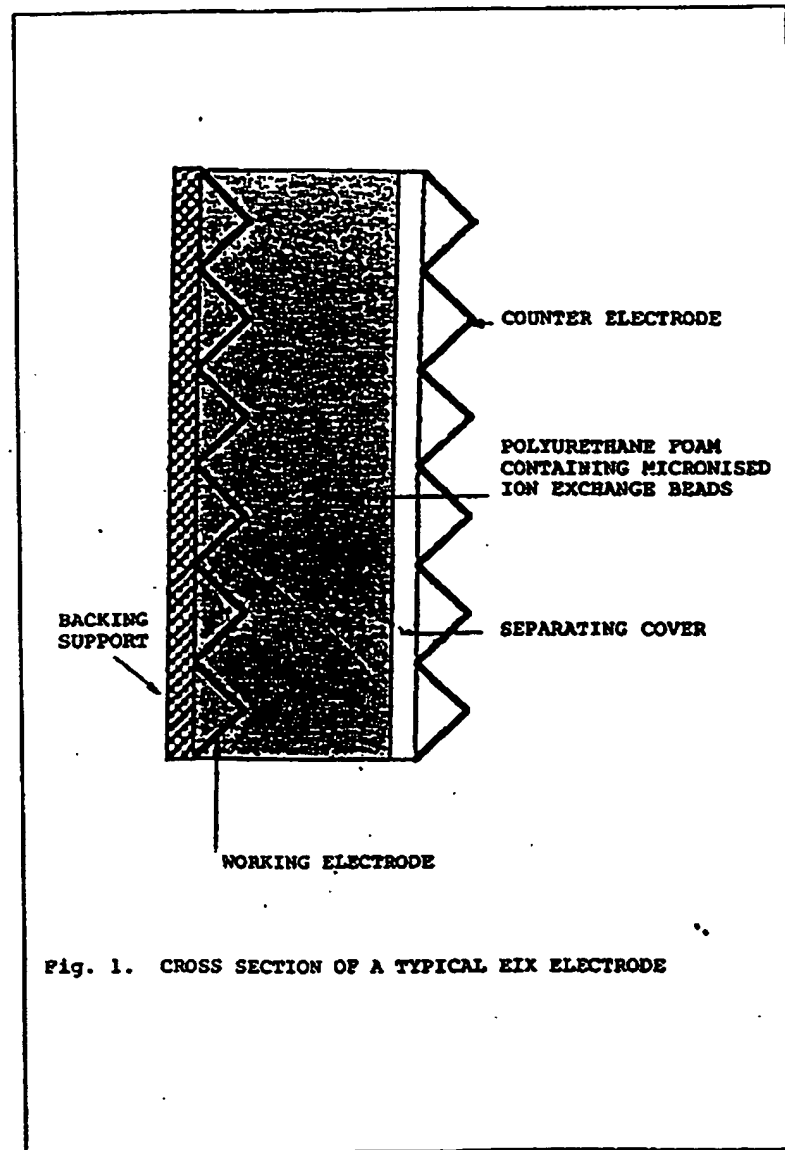 COUNTER ELECTRODE
POLYURETHANE FOAM
CONTAINING MICRONISED
ION EXCHANGE BEADS
BACKING
SUPPORT
SEPARATING COVER
WORKING ELECTRODE
Fig. 1. CROSS SECTION OF A TYPICAL EIX ELECTRODE